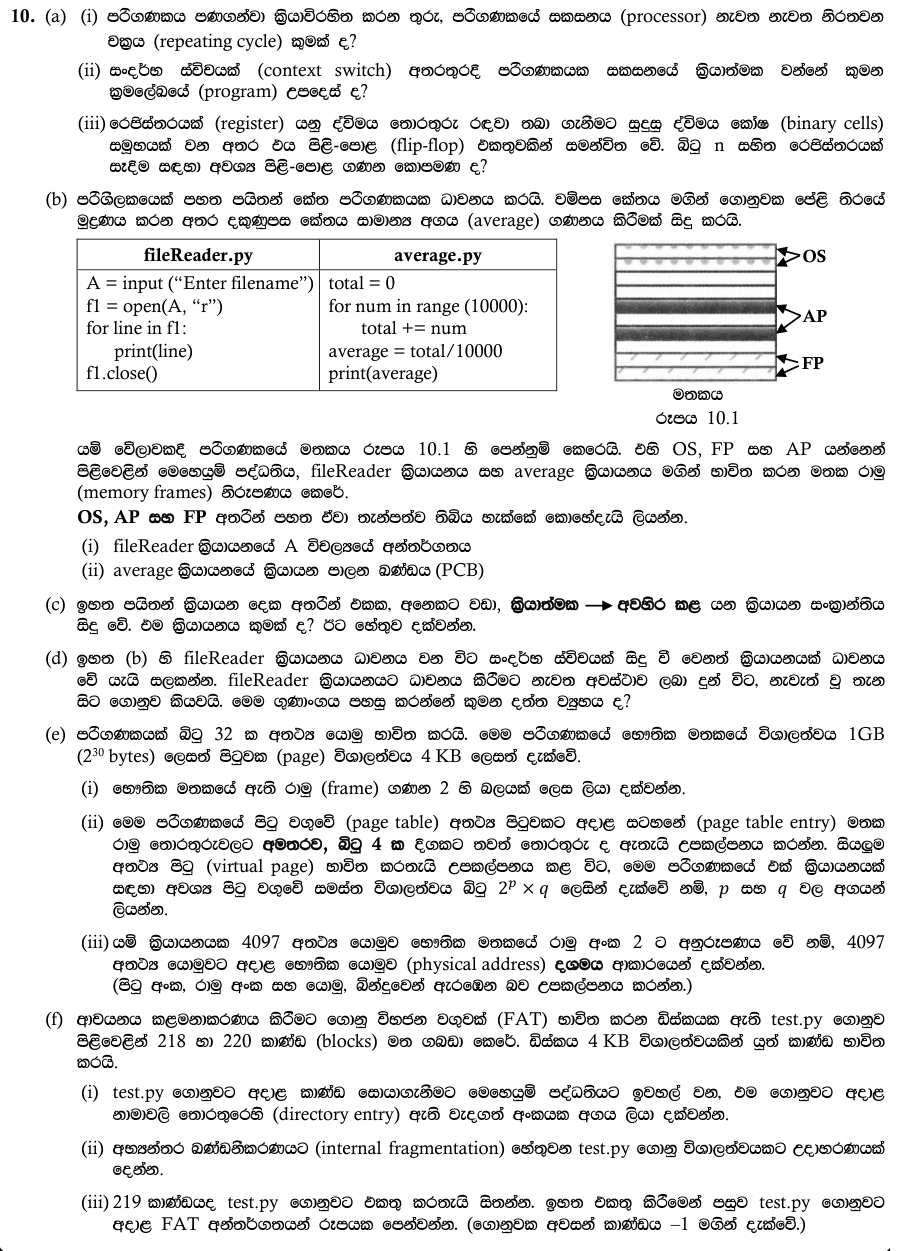 10. (a) (i) පරිගණකය පණගන්වා ක්‍රියාවිරහිත කරන තුරු, පරිගණකයේ සකසනය (processor) නැවත නැවත නිරතවන
චක්‍රය (repeating cycle) කුමක් ද?
(ii) සංදර්භ ස්විචයක් (context switch) අතරතුරදී පරිගණකයක සකසනයේ ක්‍රියාත්මක වන්නේ කුමන
ක්‍රමලේඛයේ (program) උපදෙස් ද?
(iii) රෙජිස්තරයක් (register) යනු ද්විමය තොරතුරු රඳවා තබා ගැනීමට සුදුසු ද්විමය කෝෂ (binary cells)
සමූහයක් වන අතර එය පිළි-පොළ (flip-flop) එකතුවකින් සමන්විත වේ. බිටු n සහිත රෙජිස්තරයක්
සෑදීම සඳහා අවශ්‍ය පිළි-පොළ ගණන කොපමණ ද?
(b) පරිශීලකයෙක් පහත පයිතන් කේත පරිගණකයක ධාවනය කරයි. වම්පස කේතය මගින් ගොනුවක පේළි තිරයේ
මුද්‍රණය කරන අතර දකුණුපස කේතය සාමාන්‍ය අගය (average) ගණනය කිරීමක් සිදු කරයි.
fileReader.py
A = input (“Enter filename”)
f1 = open(A, “r”)
for line in f1:
print(line)
f1.close()
average.py
total = 0
for num in range (10000):
total += num
average = total/10000
print(average)
OS
AP
FP
මතකය
රූපය 10.1
යම් වේලාවකදී පරිගණකයේ මතකය රූපය 10.1 හි පෙන්නුම් කෙරෙයි. එහි OS, FP සහ AP යන්නෙන්
පිළිවෙළින් මෙහෙයුම් පද්ධතිය, fileReader ක්‍රියායනය සහ average ක්‍රියායනය මගින් භාවිත කරන මතක රාමු
(memory frames) නිරූපණය කෙරේ.
OS, AP සහ FP අතරින් පහත ඒවා තැන්පත්ව තිබිය හැක්කේ කොහේදැයි ලියන්න.
(i) fileReader ක්‍රියායනයේ A විචල්‍යයේ අන්තර්ගතය
(ii) average ක්‍රියායනයේ ක්‍රියායන පාලන ඛණ්ඩය (PCB)
(c) ඉහත පයිතන් ක්‍රියායන දෙක අතරින් එකක, අනෙකට වඩා, ක්‍රියාත්මක → අවහිර කළ යන ක්‍රියායන සංක්‍රාන්තිය
සිදු වේ. එම ක්‍රියායනය කුමක් ද? ඊට හේතුව දක්වන්න.
(d) ඉහත (b) හි fileReader ක්‍රියායනය ධාවනය වන විට සංදර්භ ස්විචයක් සිදු වී වෙනත් ක්‍රියායනයක් ධාවනය
වේ යැයි සලකන්න. fileReader ක්‍රියායනයට ධාවනය කිරීමට නැවත අවස්ථාව ලබා දුන් විට, නැවැත් වූ තැන
සිට ගොනුව කියවයි. මෙම ගුණාංගය පහසු කරන්නේ කුමන දත්ත ව්‍යුහය ද?
(e) පරිගණකයක් බිටු 32 ක අතථ්‍ය යොමු භාවිත කරයි. මෙම පරිගණකයේ භෞතික මතකයේ විශාලත්වය 1GB
(2³⁰ bytes) ලෙසත් පිටුවක (page) විශාලත්වය 4 KB ලෙසත් දැක්වේ.
(i) භෞතික මතකයේ ඇති රාමු (frame) ගණන 2 හි බලයක් ලෙස ලියා දක්වන්න.
(ii) මෙම පරිගණකයේ පිටු වගුවේ (page table) අතථ්‍ය පිටුවකට අදාළ සටහනේ (page table entry) මතක
රාමු තොරතුරුවලට අමතරව, බිටු 4 ක දිගකට තවත් තොරතුරු ද ඇතැයි උපකල්පනය කරන්න. සියලුම
අතථ්‍ය පිටු (virtual page) භාවිත කරතැයි උපකල්පනය කළ විට, මෙම පරිගණකයේ එක් ක්‍රියායනයක්
සඳහා අවශ්‍ය පිටු වගුවේ සමස්ත විශාලත්වය බිටු 2ᵖ × q ලෙසින් දැක්වේ නම්, p සහ q වල අගයන්
ලියන්න.
(iii) යම් ක්‍රියායනයක 4097 අතථ්‍ය යොමුව භෞතික මතකයේ රාමු අංක 2 ට අනුරූපණය වේ නම්, 4097
අතථ්‍ය යොමුවට අදාළ භෞතික යොමුව (physical address) දශමය ආකාරයෙන් දක්වන්න.
(පිටු අංක, රාමු අංක සහ යොමු, බින්දුවෙන් ඇරඹෙන බව උපකල්පනය කරන්න.)
(f) ආචයනය කළමනාකරණය කිරීමට ගොනු විභජන වගුවක් (FAT) භාවිත කරන ඩිස්කයක ඇති test.py ගොනුව
පිළිවෙළින් 218 හා 220 කාණ්ඩ (blocks) මත ගබඩා කෙරේ. ඩිස්කය 4 KB විශාලත්වයකින් යුත් කාණ්ඩ භාවිත
කරයි.
(i) test.py ගොනුවට අදාළ කාණ්ඩ සොයාගැනීමට මෙහෙයුම් පද්ධතියට ඉවහල් වන, එම ගොනුවට අදාළ
නාමාවලි තොරතුරෙහි (directory entry) ඇති වැදගත් අංකයක අගය ලියා දක්වන්න.
(ii) අභ්‍යන්තර ඛණ්ඩනීකරණයට (internal fragmentation) හේතුවන test.py ගොනු විශාලත්වයකට උදාහරණයක්
දෙන්න.
(iii) 219 කාණ්ඩයද test.py ගොනුවට එකතු කරතැයි සිතන්න. ඉහත එකතු කිරීමෙන් පසුව test.py ගොනුවට
අදාළ FAT අන්තර්ගතයන් රූපයක පෙන්වන්න. (ගොනුවක අවසන් කාණ්ඩය –1 මගින් දැක්වේ.)